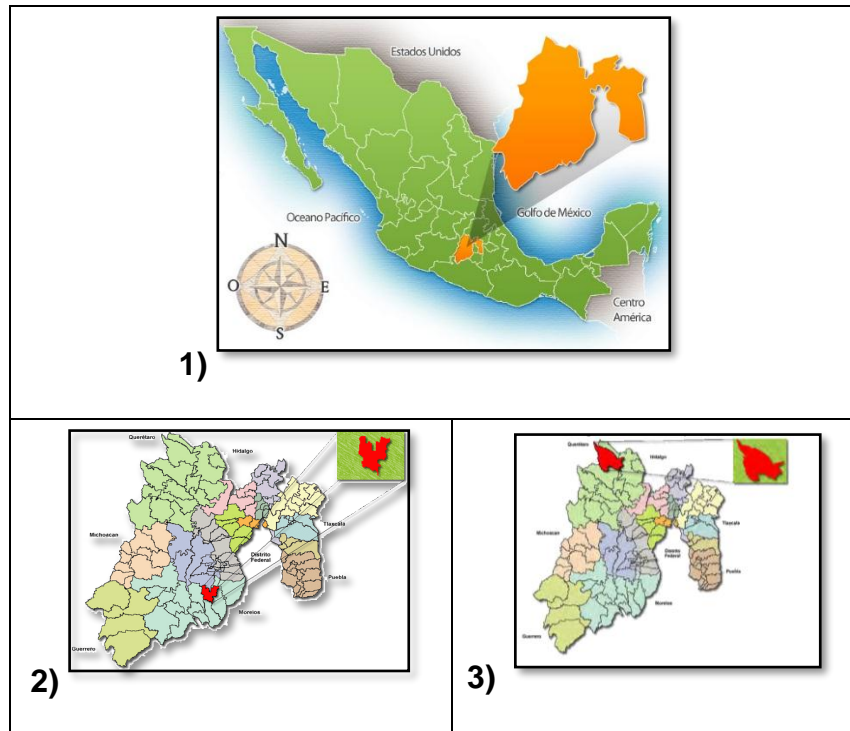 Estados Unidos
Golfo de México
Oceano Pacífico
N
O
E
S
Centro
América
1)
Querétaro
Hidalgo
Michoacan
Tlaxcala
Distrito
Federal
Puebla
Morelos
Guerrero
2)
Querétaro
Hidalgo
Michoacan
Tlaxcala
Distrito
Federal
Puebla
Morelos
Guerrero
3)